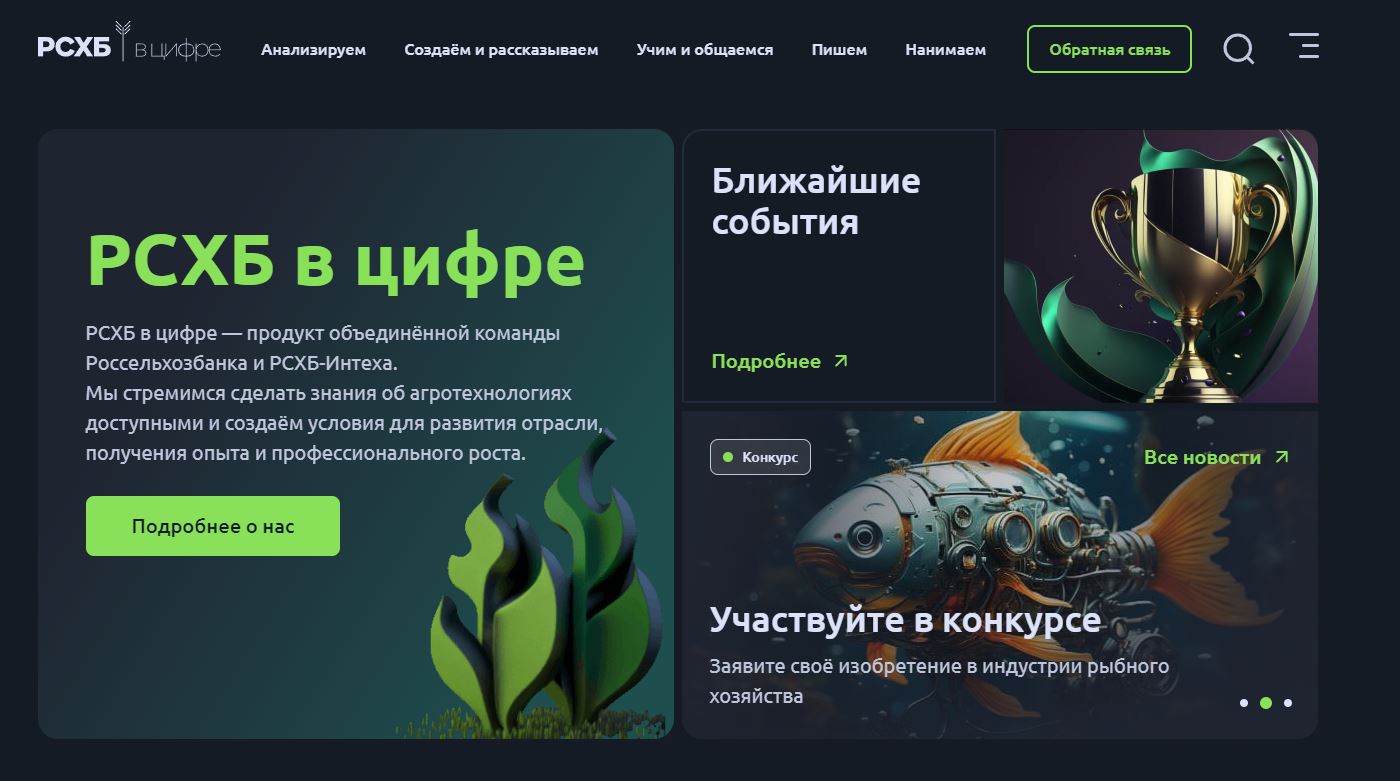 РСХБ в цифре
Анализируем
Создаём и рассказываем
Учим и общаемся
Пишем
Нанимаем
Обратная связь
РСХБ в цифре
РСХБ в цифре — продукт объединённой команды
Россельхозбанка и РСХБ-Интеха.
Мы стремимся сделать знания об агротехнологиях
доступными и создаём условия для развития отрасли,
получения опыта и профессионального роста.
Подробнее о нас
Ближайшие
события
Подробнее
Конкурс
Все новости
Участвуйте в конкурсе
Заявите своё изобретение в индустрии рыбного
хозяйства